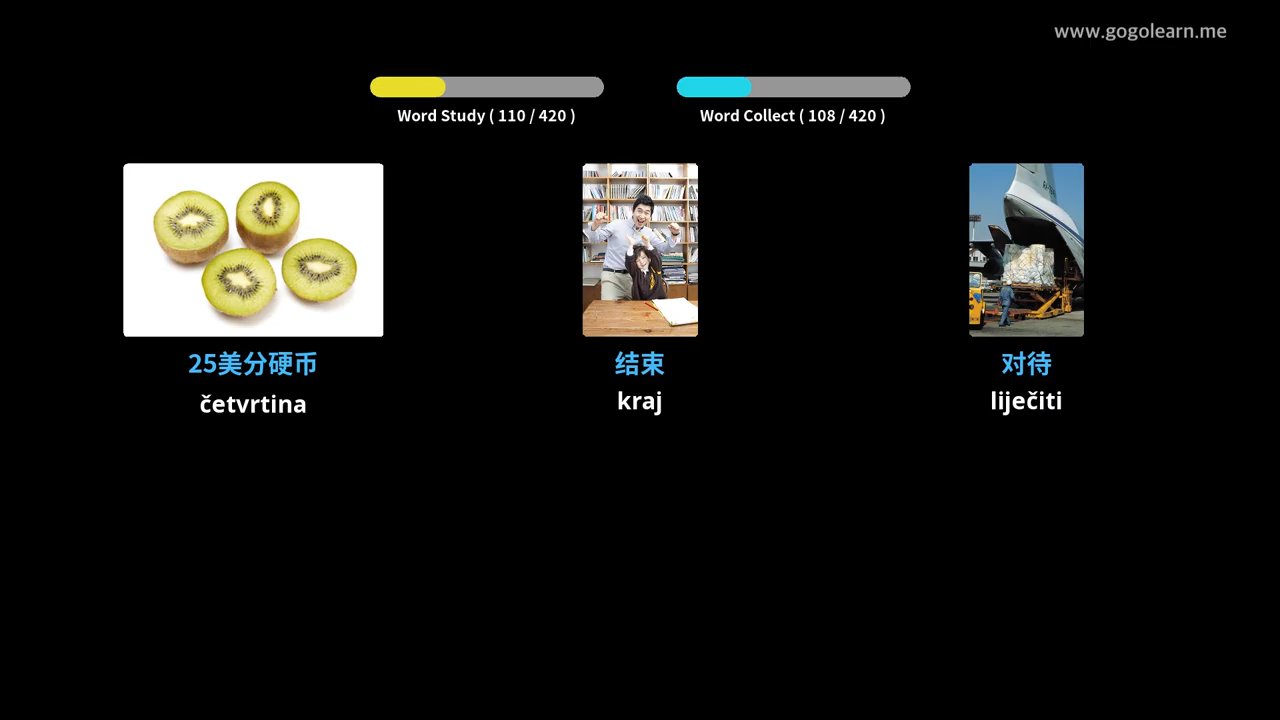 www.gogolearn.me
Word Study ( 110 / 420 )
Word Collect ( 108 / 420 )
25美分硬币
četvrtina
结束
kraj
对待
liječiti